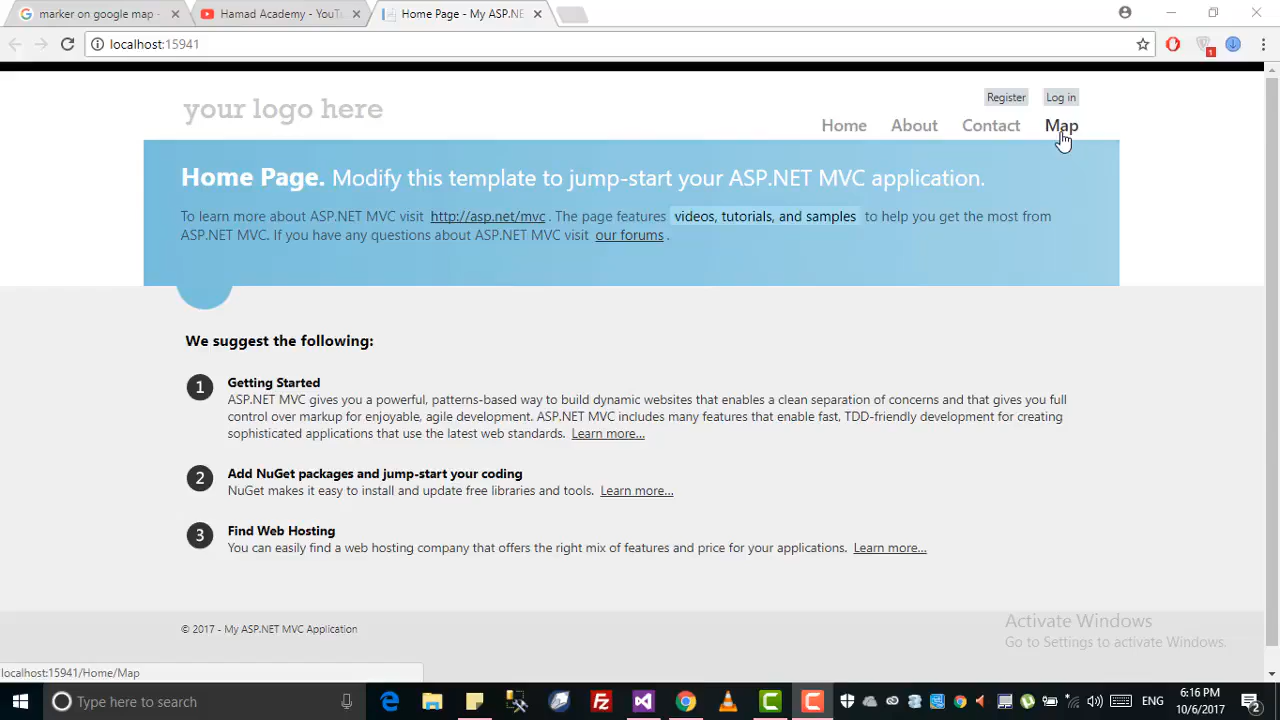 marker on google map -
Hamad Academy - YouT
Home Page - My ASP.NE
localhost:15941
1
your logo here
Register
Log in
Home
About
Contact
Map
Home Page. Modify this template to jump-start your ASP.NET MVC application.
To learn more about ASP.NET MVC visit http://asp.net/mvc. The page features videos, tutorials, and samples to help you get the most from
ASP.NET MVC. If you have any questions about ASP.NET MVC visit our forums.
We suggest the following:
1
Getting Started
ASP.NET MVC gives you a powerful, patterns-based way to build dynamic websites that enables a clean separation of concerns and that gives you full
control over markup for enjoyable, agile development. ASP.NET MVC includes many features that enable fast, TDD-friendly development for creating
sophisticated applications that use the latest web standards. Learn more...
2
Add NuGet packages and jump-start your coding
NuGet makes it easy to install and update free libraries and tools. Learn more...
3
Find Web Hosting
You can easily find a web hosting company that offers the right mix of features and price for your applications. Learn more...
© 2017 - My ASP.NET MVC Application
Activate Windows
Go to Settings to activate Windows.
localhost:15941/Home/Map
Type here to search
ENG
6:16 PM
10/6/2017
2